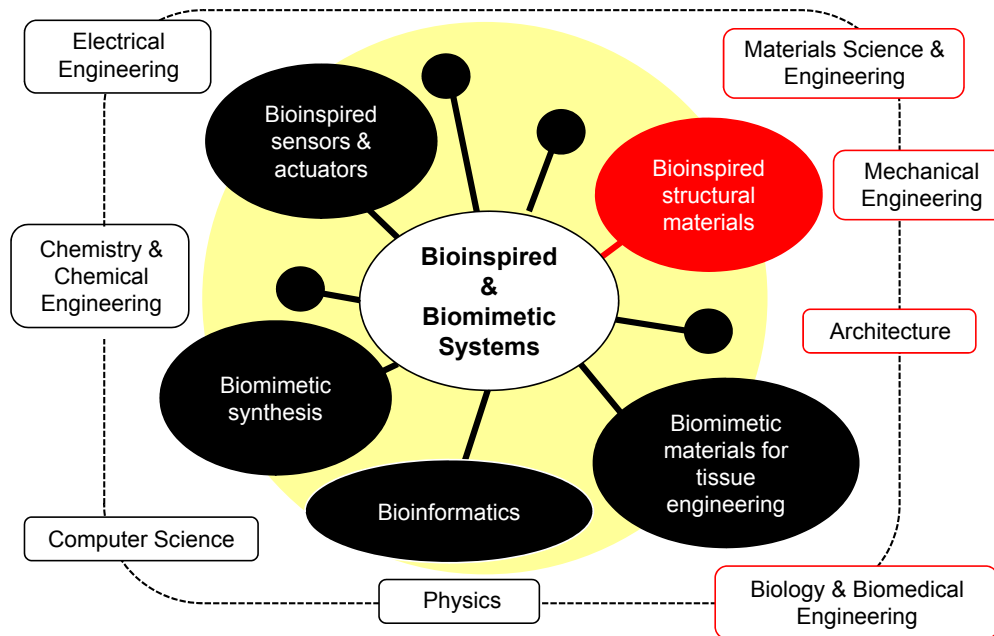 Electrical
Engineering
Materials Science &
Engineering
Bioinspired
sensors &
actuators
Bioinspired
structural
materials
Mechanical
Engineering
Chemistry &
Chemical
Engineering
Bioinspired
&
Biomimetic
Systems
Architecture
Biomimetic
synthesis
Biomimetic
materials for
tissue
engineering
Bioinformatics
Computer Science
Physics
Biology & Biomedical
Engineering